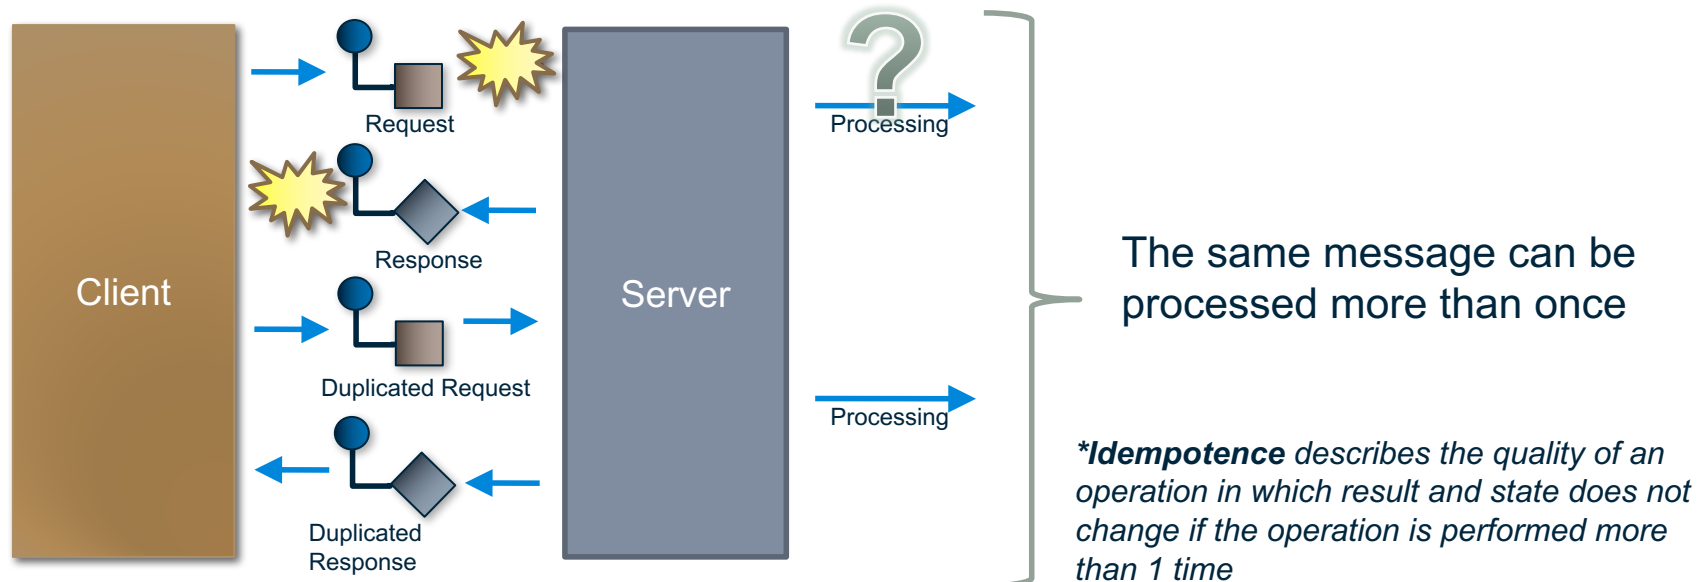 Client
Request
Response
Duplicated Request
Duplicated
Response
Server
?
Processing
Processing
The same message can be
processed more than once
*Idempotence describes the quality of an
operation in which result and state does not
change if the operation is performed more
than 1 time